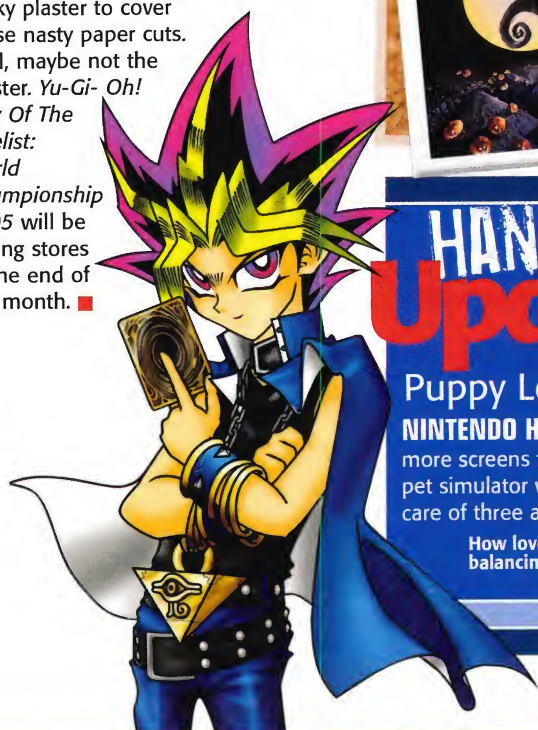 ky plaster to cover
se nasty paper cuts.
l, maybe not the
ster. Yu-Gi- Oh!
Of The
elist:
rld
mpionship
05 will be
ng stores
he end of
month.
HAN
Upd
Puppy Lo
NINTENDO H
more screens
pet simulator
care of three a
How lov
balancin